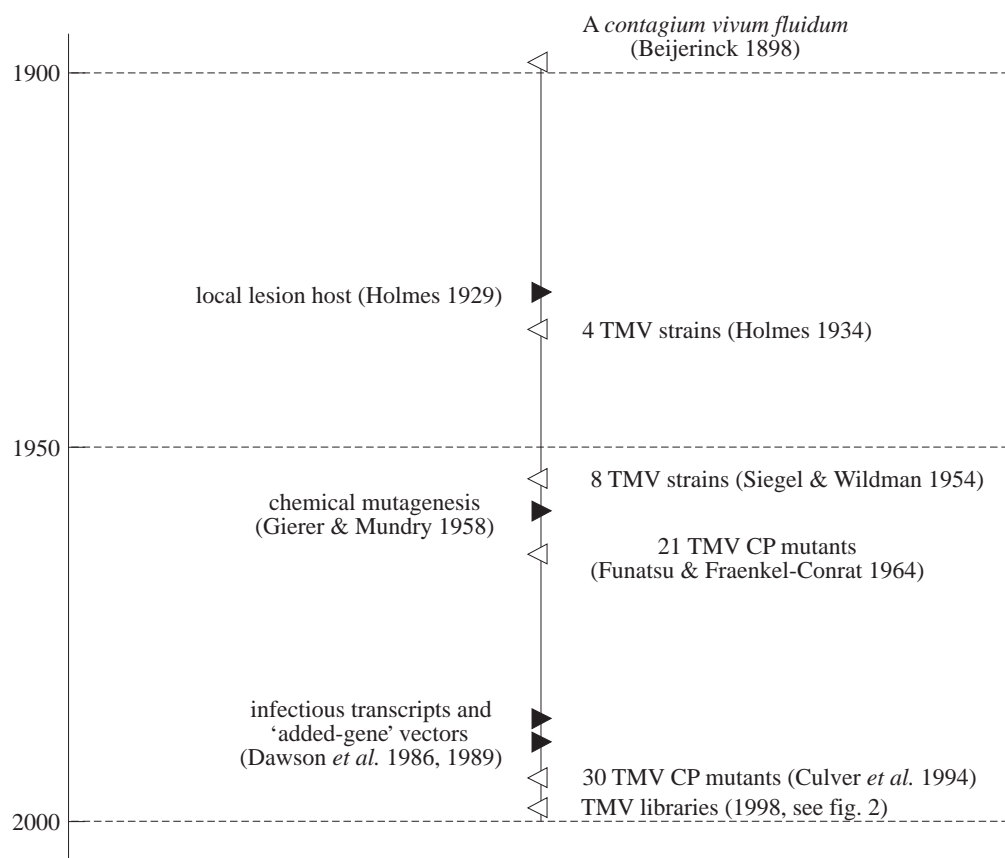 A contagium vivum fluidum
(Beijerinck 1898)
1900
local lesion host (Holmes 1929)
4 TMV strains (Holmes 1934)
1950
8 TMV strains (Siegel & Wildman 1954)
chemical mutagenesis
(Gierer & Mundry 1958)
21 TMV CP mutants
(Funatsu & Fraenkel-Conrat 1964)
infectious transcripts and
‘added-gene’ vectors
(Dawson et al. 1986, 1989)
30 TMV CP mutants (Culver et al. 1994)
TMV libraries (1998, see fig. 2)
2000